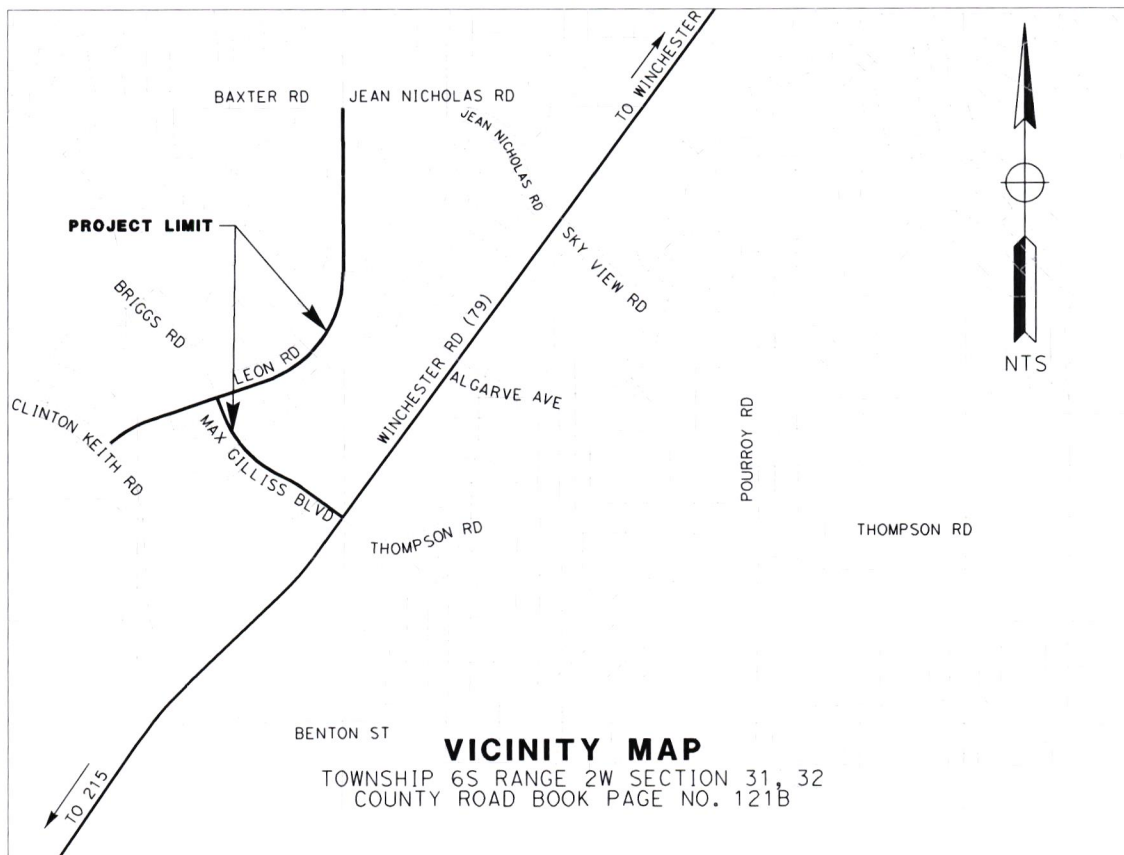 TO WINCHESTER
BAXTER RD
JEAN NICHOLAS RD
JEAN NICHOLAS RD
PROJECT LIMIT
SKY VIEW RD
BRIGGS RD
WINCHESTER RD (79)
NTS
LEON RD
ALGARVE AVE
CLINTON KEITH RD
MAX GILLISS BLVD
POURROY RD
THOMPSON RD
THOMPSON RD
BENTON ST
VICINITY MAP
TOWNSHIP 6S RANGE 2W SECTION 31, 32
COUNTY ROAD BOOK PAGE NO. 121B
TO 215